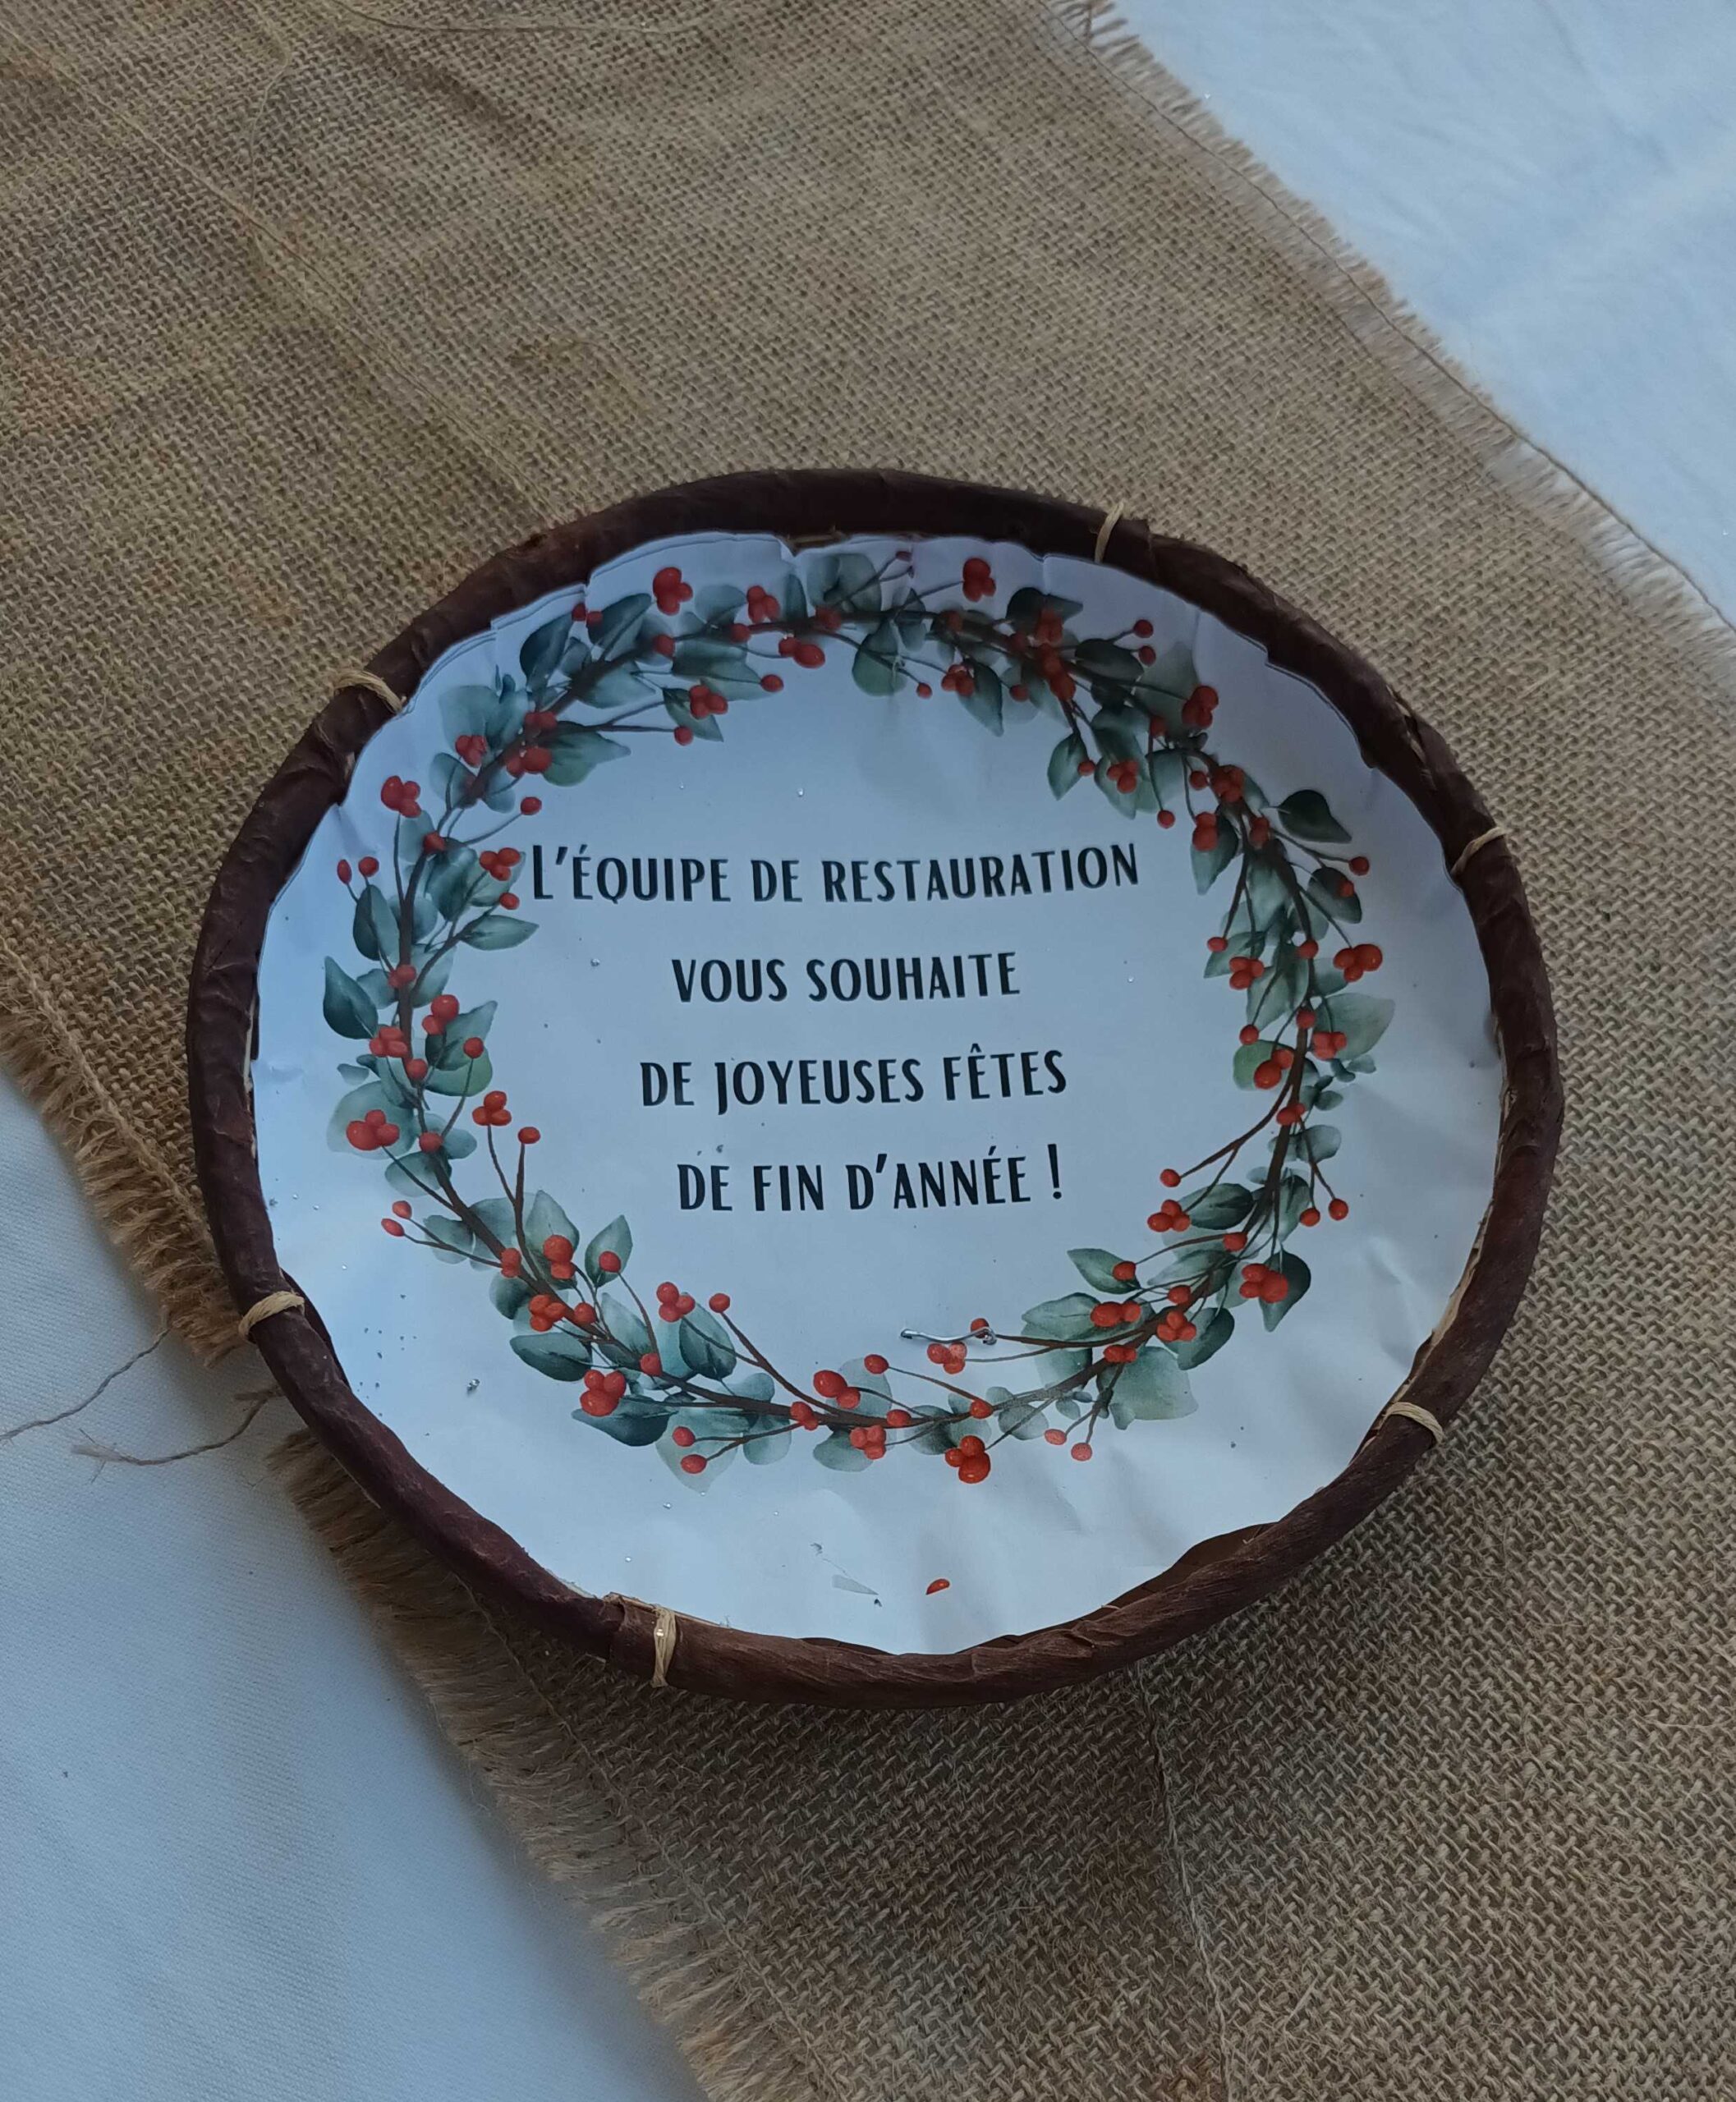 L'ÉQUIPE DE RESTAURATION
VOUS SOUHAITE
DE JOYEUSES FÊTES
DE FIN D'ANNÉE !